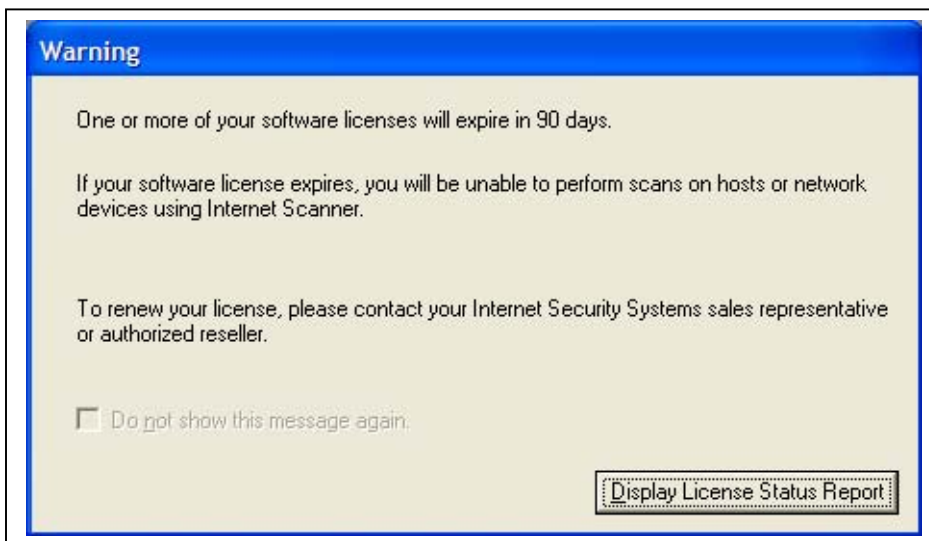 Warning
One or more of your software licenses will expire in 90 days.
If your software license expires, you will be unable to perform scans on hosts or network
devices using Internet Scanner.
To renew your license, please contact your Internet Security Systems sales representative
or authorized reseller.
Do not show this message again.
Display License Status Report